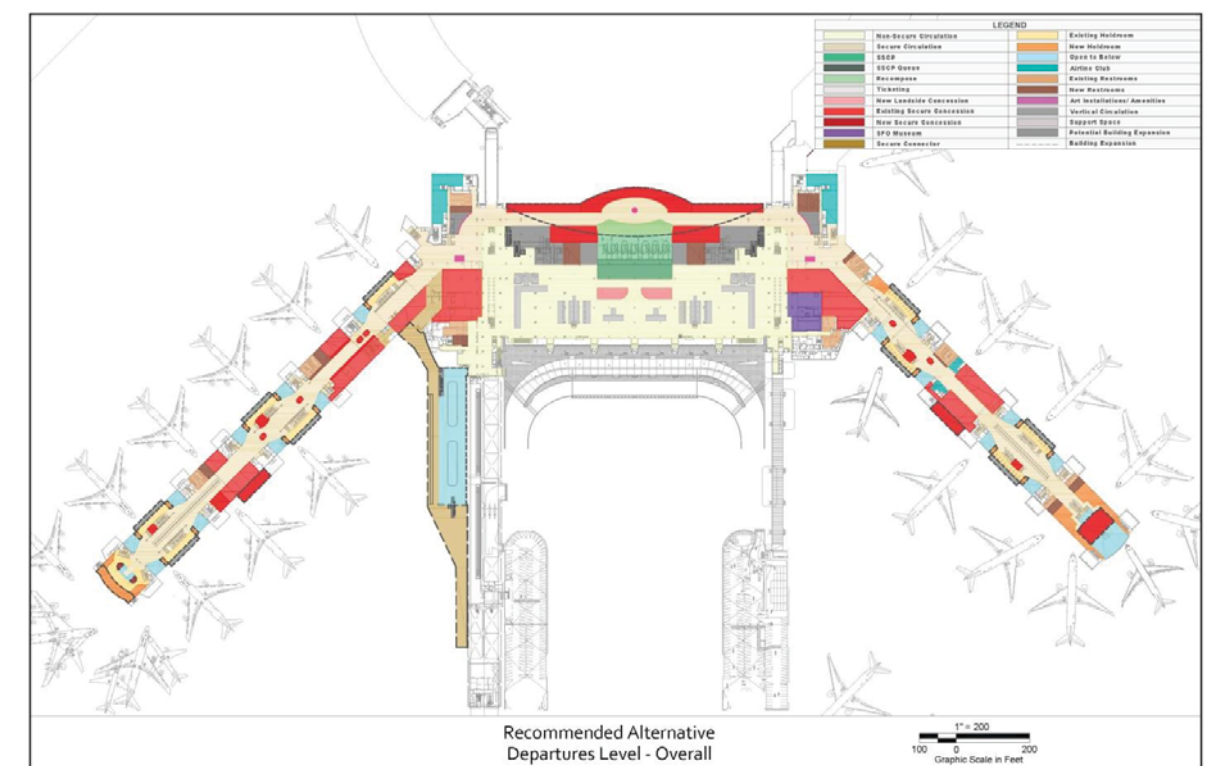 LEGEND
Non-Secure Circulation
Secure Circulation
SSCP
SSCP Queue
Recompose
Ticketing
New Landside Concession
Existing Secure Concession
New Secure Concession
SFO Museum
Secure Connector
Existing Holdroom
New Holdroom
Open to Below
Airline Club
Existing Restrooms
New Restrooms
Art Installations/ Amenities
Vertical Circulation
Support Space
Potential Building Expansion
Building Expansion
Recommended Alternative
Departures Level - Overall
1" = 200
100 0 200
Graphic Scale in Feet